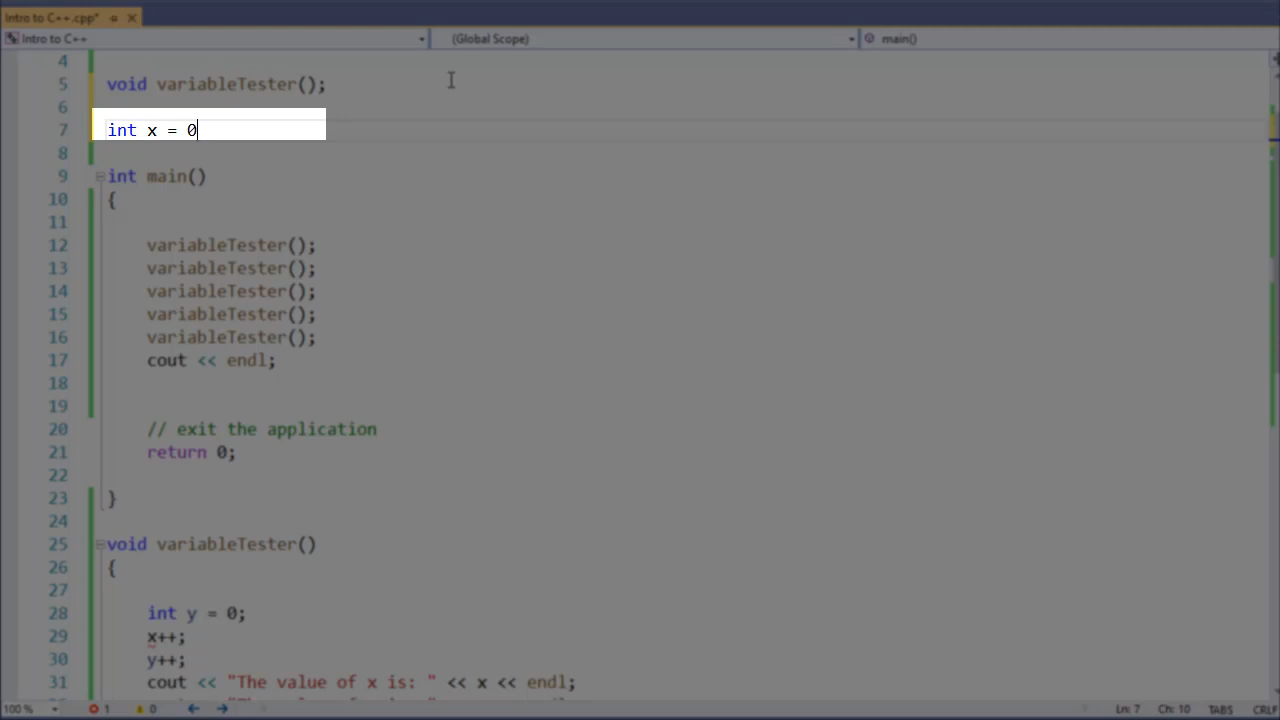 Intro to C++.cpp*
Intro to C++ (Global Scope) main()
4
5 void variableTester();
6
7 int x = 0
8
9 int main()
10 {
11
12 variableTester();
13 variableTester();
14 variableTester();
15 variableTester();
16 variableTester();
17 cout << endl;
18
19
20 // exit the application
21 return 0;
22
23 }
24
25 void variableTester()
26 {
27
28 int y = 0;
29 x++;
30 y++;
31 cout << "The value of x is: " << x << endl;
100 % 1 0 Ln: 7 Ch: 10 TABS CRLF